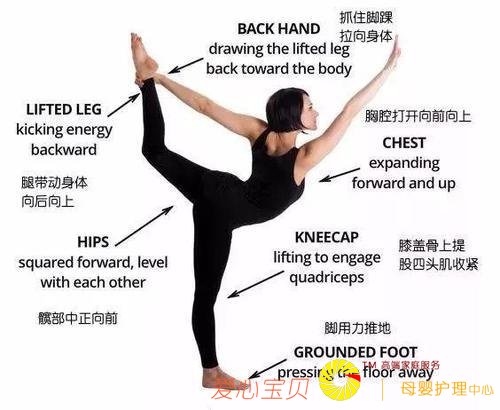 BACK HAND
drawing the lifted leg
back toward the body
抓住脚踝
拉向身体
LIFTED LEG
kicking energy
backward
腿带动身体
向后向上
胸腔打开向前向上
CHEST
expanding
forward and up
HIPS
squared forward, level
with each other
髋部中正向前
KNEECAP
lifting to engage
quadriceps
膝盖骨上提
股四头肌收紧
脚用力推地
GROUNDED FOOT
pressing the floor away
爱心宝贝
TM 高端家庭服务
母婴护理中心